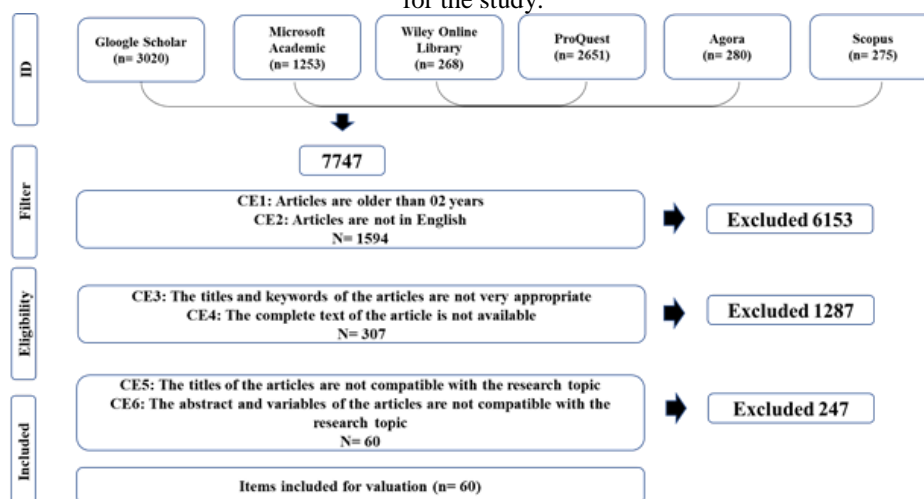 for the study.
ID
Gloogle Scholar
(n= 3020)
Microsoft
Academic
(n= 1253)
Wiley Online
Library
(n= 268)
ProQuest
(n= 2651)
Agora
(n= 280)
Scopus
(n= 275)
7747
Filter
CE1: Articles are older than 02 years
CE2: Articles are not in English
N= 1594
Excluded 6153
Eligibility
CE3: The titles and keywords of the articles are not very appropriate
CE4: The complete text of the article is not available
N= 307
Excluded 1287
Included
CE5: The titles of the articles are not compatible with the research topic
CE6: The abstract and variables of the articles are not compatible with the
research topic
N= 60
Excluded 247
Items included for valuation (n= 60)